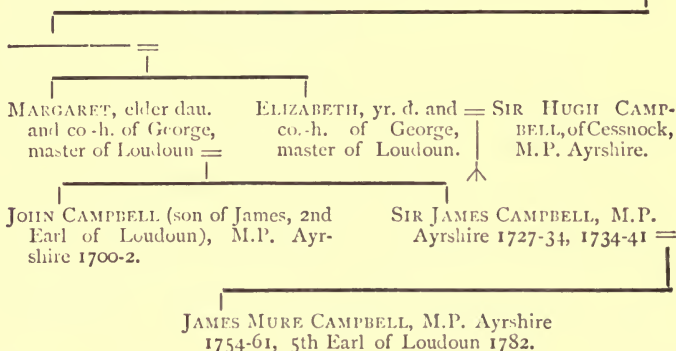 MARGARET, elder dau.
and co-h. of George,
master of Loudoun =
ELIZABETH, yr. d. and
co.-h. of George,
master of Loudoun.
= SIR HUGH CAMP-
BELL, of Cessnock,
M.P. Ayrshire.
JOHN CAMPBELL (son of James, 2nd
Earl of Loudoun), M.P. Ayr-
shire 1700-2.
SIR JAMES CAMPBELL, M.P.
Ayrshire 1727-34, 1734-41 =
JAMES MURE CAMPBELL, M.P. Ayrshire
1754-61, 5th Earl of Loudoun 1782.